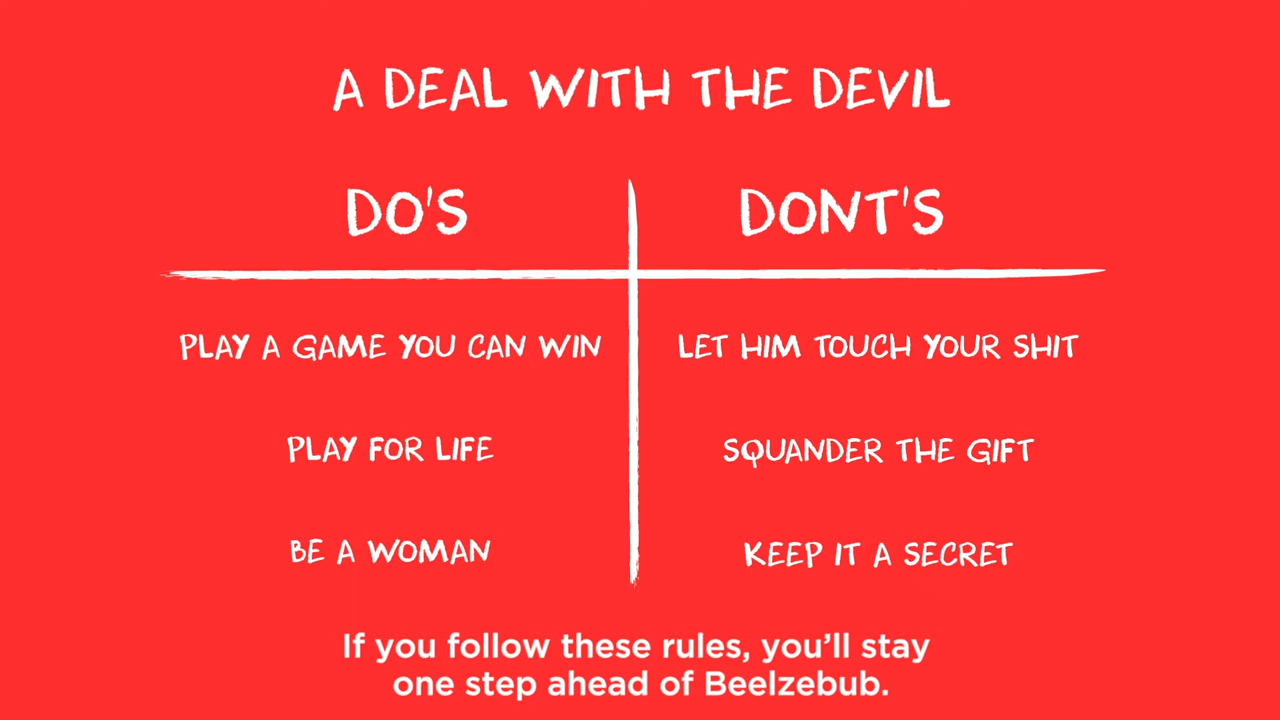 A DEAL WITH THE DEVIL
DO'S
DONT'S
PLAY A GAME YOU CAN WIN
LET HIM TOUCH YOUR SHIT
PLAY FOR LIFE
SQUANDER THE GIFT
BE A WOMAN
KEEP IT A SECRET
If you follow these rules, you’ll stay
one step ahead of Beelzebub.